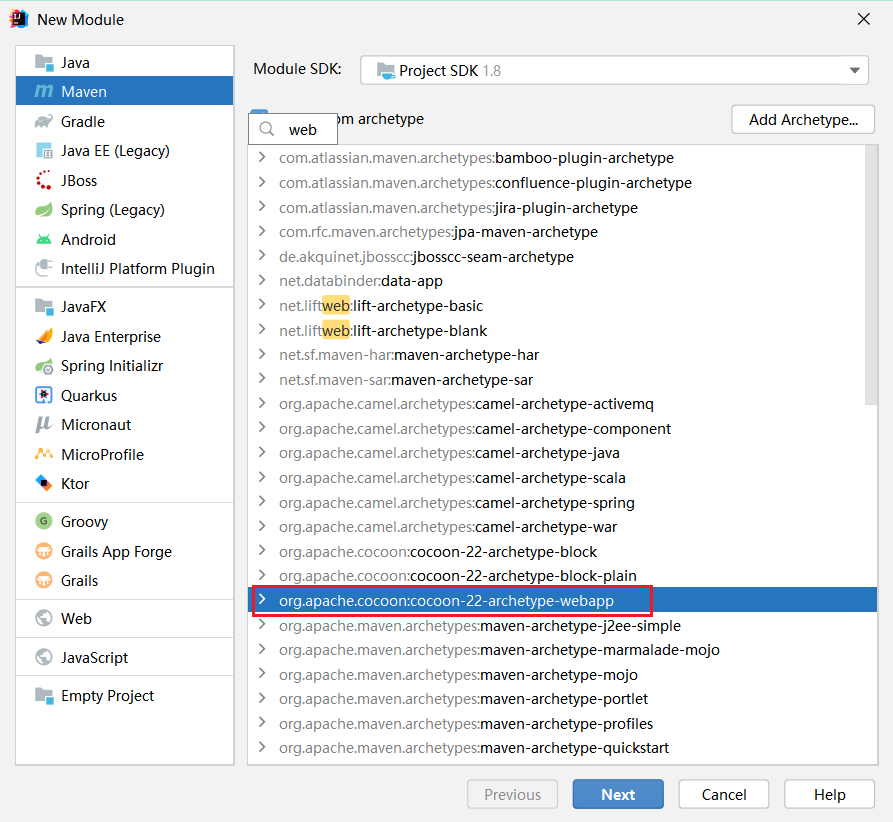 New Module
Java
Maven
Gradle
Java EE (Legacy)
JBoss
Spring (Legacy)
Android
IntelliJ Platform Plugin
JavaFX
Java Enterprise
Spring Initializr
Quarkus
Micronaut
MicroProfile
Ktor
Groovy
Grails App Forge
Grails
Web
JavaScript
Empty Project
Module SDK:
Project SDK 1.8
web
om archetype
Add Archetype...
com.atlassian.maven.archetypes:bamboo-plugin-archetype
com.atlassian.maven.archetypes:confluence-plugin-archetype
com.atlassian.maven.archetypes:jira-plugin-archetype
com.rfc.maven.archetypes:jpa-maven-archetype
de.akquinet.jbosscc:jbosscc-seam-archetype
net.databinder:data-app
net.liftweb:lift-archetype-basic
net.liftweb:lift-archetype-blank
net.sf.maven-har:maven-archetype-har
net.sf.maven-sar:maven-archetype-sar
org.apache.camel.archetypes:camel-archetype-activemq
org.apache.camel.archetypes:camel-archetype-component
org.apache.camel.archetypes:camel-archetype-java
org.apache.camel.archetypes:camel-archetype-scala
org.apache.camel.archetypes:camel-archetype-spring
org.apache.camel.archetypes:camel-archetype-war
org.apache.cocoon:cocoon-22-archetype-block
org.apache.cocoon:cocoon-22-archetype-block-plain
org.apache.cocoon:cocoon-22-archetype-webapp
org.apache.maven.archetypes:maven-archetype-j2ee-simple
org.apache.maven.archetypes:maven-archetype-marmalade-mojo
org.apache.maven.archetypes:maven-archetype-mojo
org.apache.maven.archetypes:maven-archetype-portlet
org.apache.maven.archetypes:maven-archetype-profiles
org.apache.maven.archetypes:maven-archetype-quickstart
Previous
Next
Cancel
Help